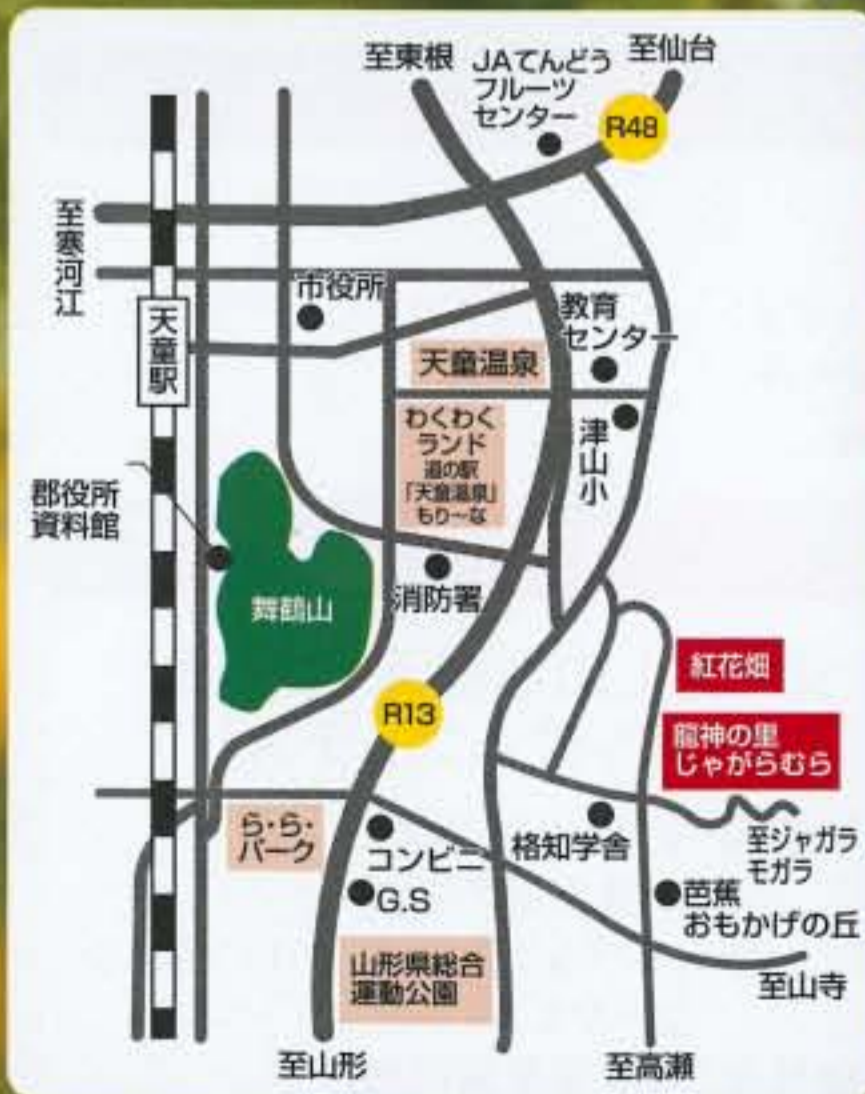 至東根
JAてんどう
フルーツ
センター
至仙台
R48
至寒河江
市役所
天童駅
教育
センター
天童温泉
わくわく
ランド
道の駅
「天童温泉」
もり～な
津山小
郡役所
資料館
舞鶴山
消防署
紅花畑
R13
龍神の里
じゃがらむら
ら・ら・
パーク
コンビニ
格知学舎
至ジャガラ
モガラ
G.S
芭蕉
おもかげの丘
山形県総合
運動公園
至山寺
至山形
至高瀬